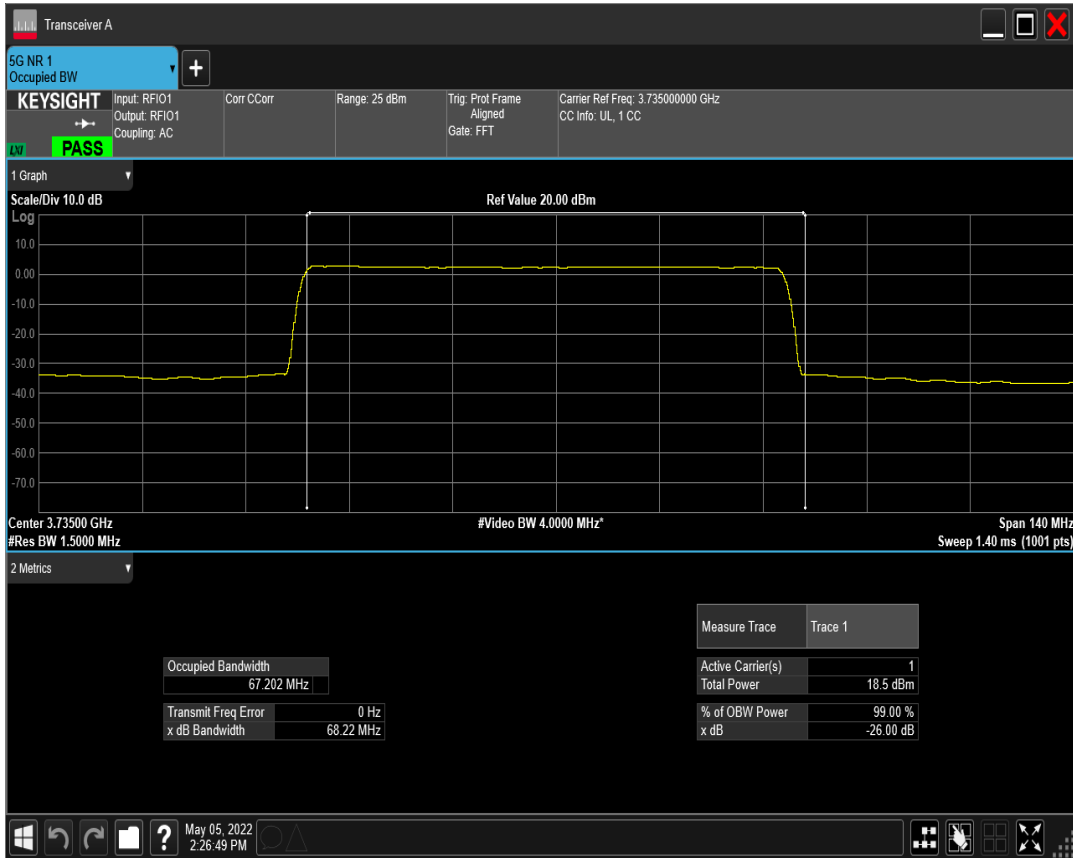 Transceiver A
5G NR 1
Occupied BW
KEYSIGHT
LXI
PASS
Input: RFIO1
Output: RFIO1
Coupling: AC
Corr CCorr
Range: 25 dBm
Trig: Prot Frame
Aligned
Gate: FFT
Carrier Ref Freq: 3.735000000 GHz
CC Info: UL, 1 CC
1 Graph
Scale/Div 10.0 dB
Ref Value 20.00 dBm
Log
10.0
0.00
-10.0
-20.0
-30.0
-40.0
-50.0
-60.0
-70.0
Center 3.73500 GHz
#Video BW 4.0000 MHz*
Span 140 MHz
#Res BW 1.5000 MHz
Sweep 1.40 ms (1001 pts)
2 Metrics
Measure Trace Trace 1
Occupied Bandwidth
67.202 MHz
Active Carrier(s) 1
Total Power 18.5 dBm
Transmit Freq Error 0 Hz
x dB Bandwidth 68.22 MHz
% of OBW Power 99.00 %
x dB -26.00 dB
?
May 05, 2022
2:26:49 PM